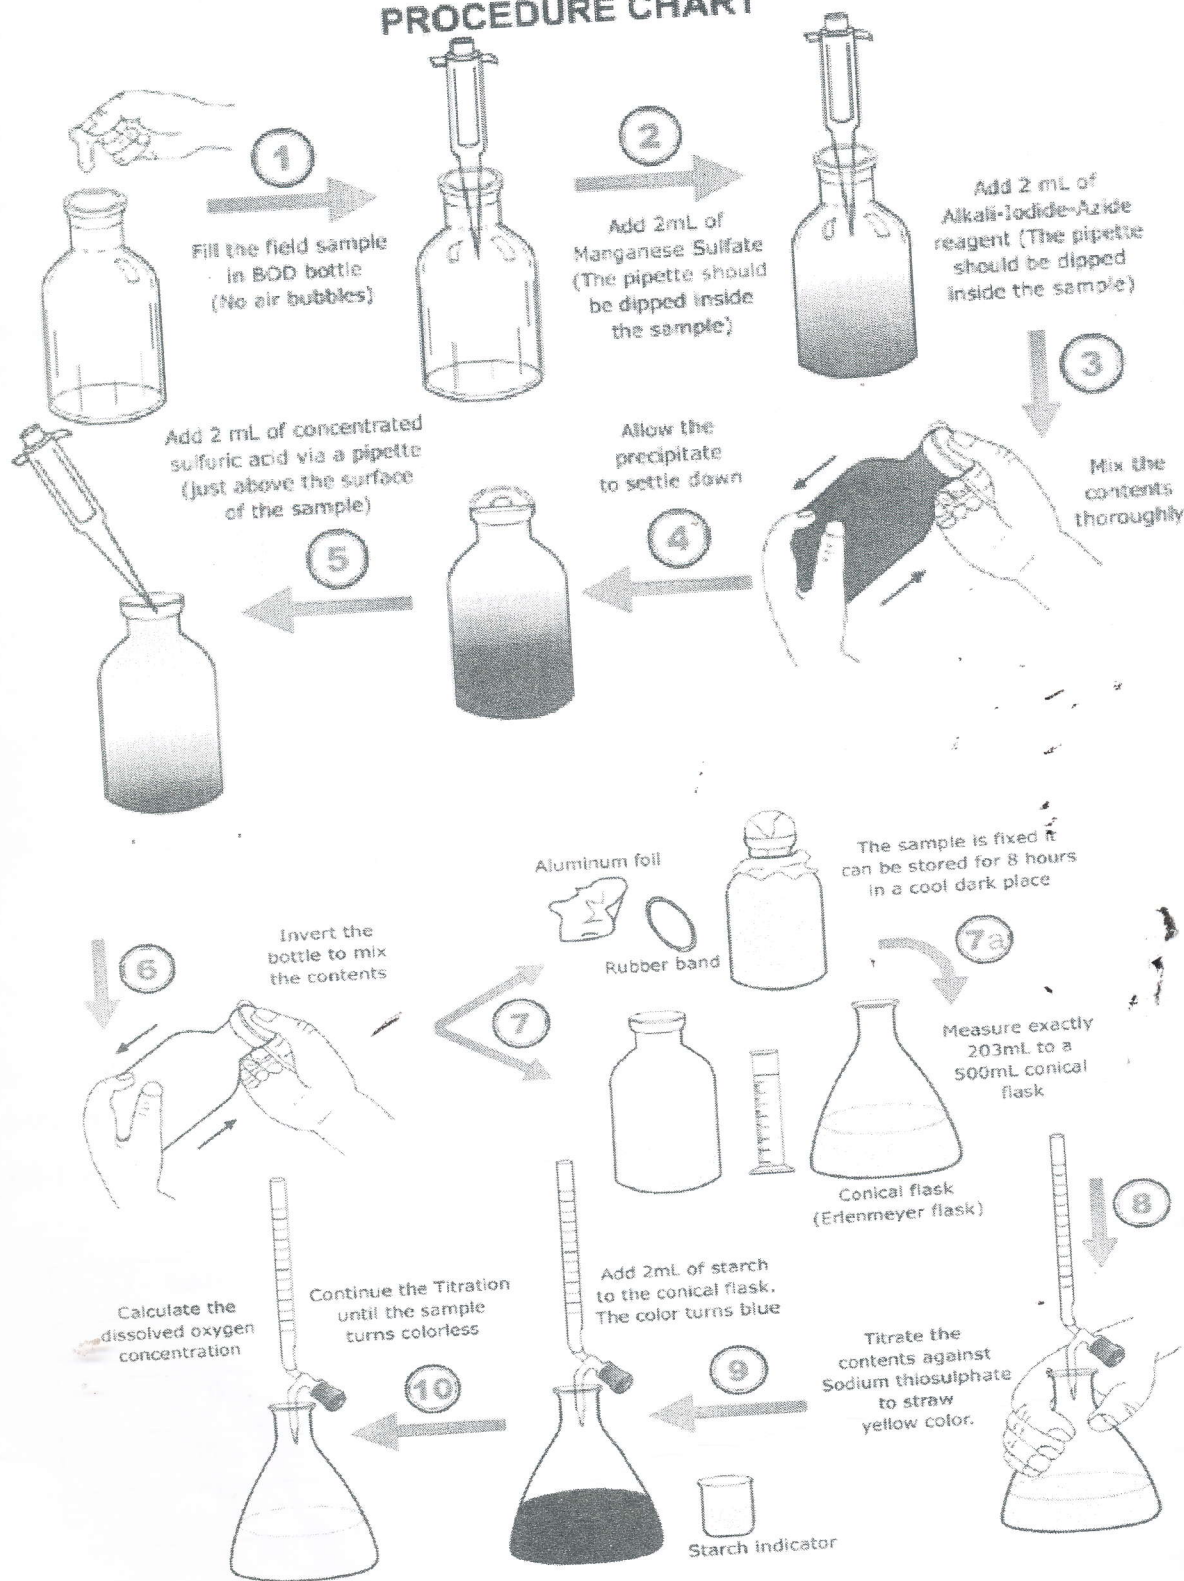 PROCEDURE CHART
1
Fill the field sample
in BOD bottle
(No air bubbles)
2
Add 2mL of
Manganese Sulfate
(The pipette should
be dipped inside
the sample)
Add 2 mL of
Alkali-Iodide-Azide
reagent (The pipette
should be dipped
inside the sample)
3
Mix the
contents
thoroughly
Allow the
precipitate
to settle down
4
Add 2 mL of concentrated
sulfuric acid via a pipette
(just above the surface
of the sample)
5
6
Invert the
bottle to mix
the contents
7
Aluminum foil
Rubber band
The sample is fixed it
can be stored for 8 hours
in a cool dark place
7a
Measure exactly
203mL to a
500mL conical
flask
Conical flask
(Erlenmeyer flask)
8
Titrate the
contents against
Sodium thiosulphate
to straw
yellow color.
Add 2mL of starch
to the conical flask.
The color turns blue
9
Starch indicator
Continue the Titration
until the sample
turns colorless
10
Calculate the
dissolved oxygen
concentration